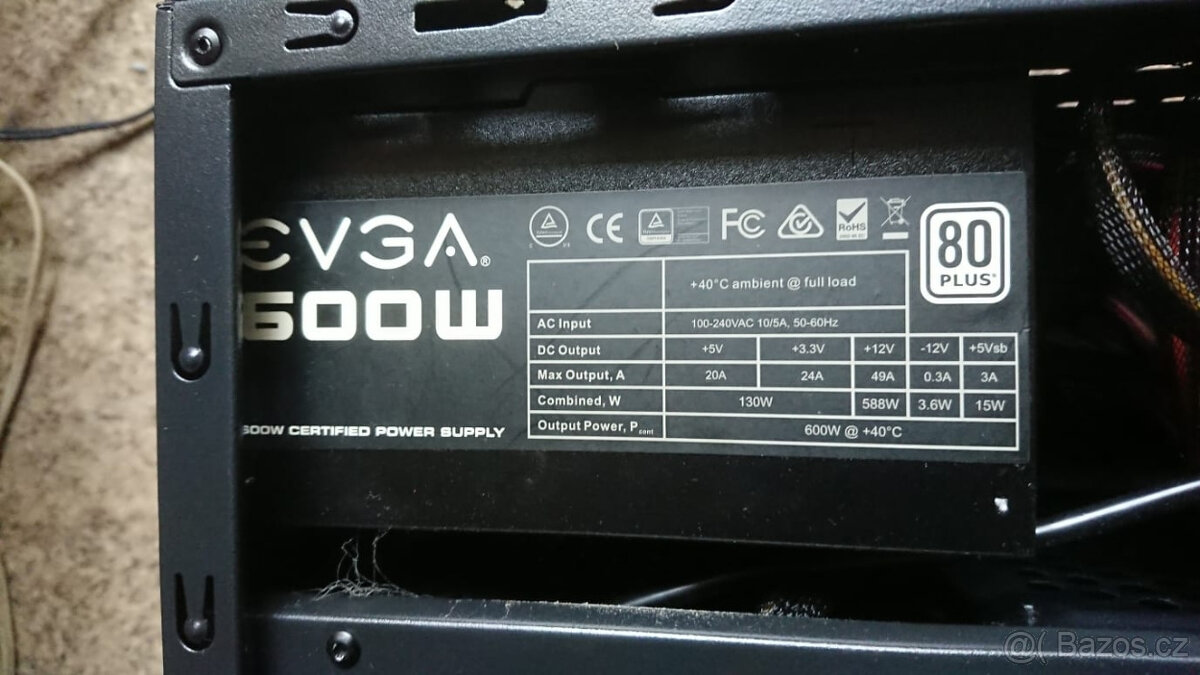 EVGA®
600W
600W CERTIFIED POWER SUPPLY
CE
FC
RoHS
80
PLUS®
+40°C ambient @ full load
AC Input 100-240VAC 10/5A, 50-60Hz
DC Output +5V +3.3V +12V -12V +5Vsb
Max Output, A 20A 24A 49A 0.3A 3A
Combined, W 130W 588W 3.6W 15W
Output Power, Pcont 600W @ +40°C
@( Bazos.cz